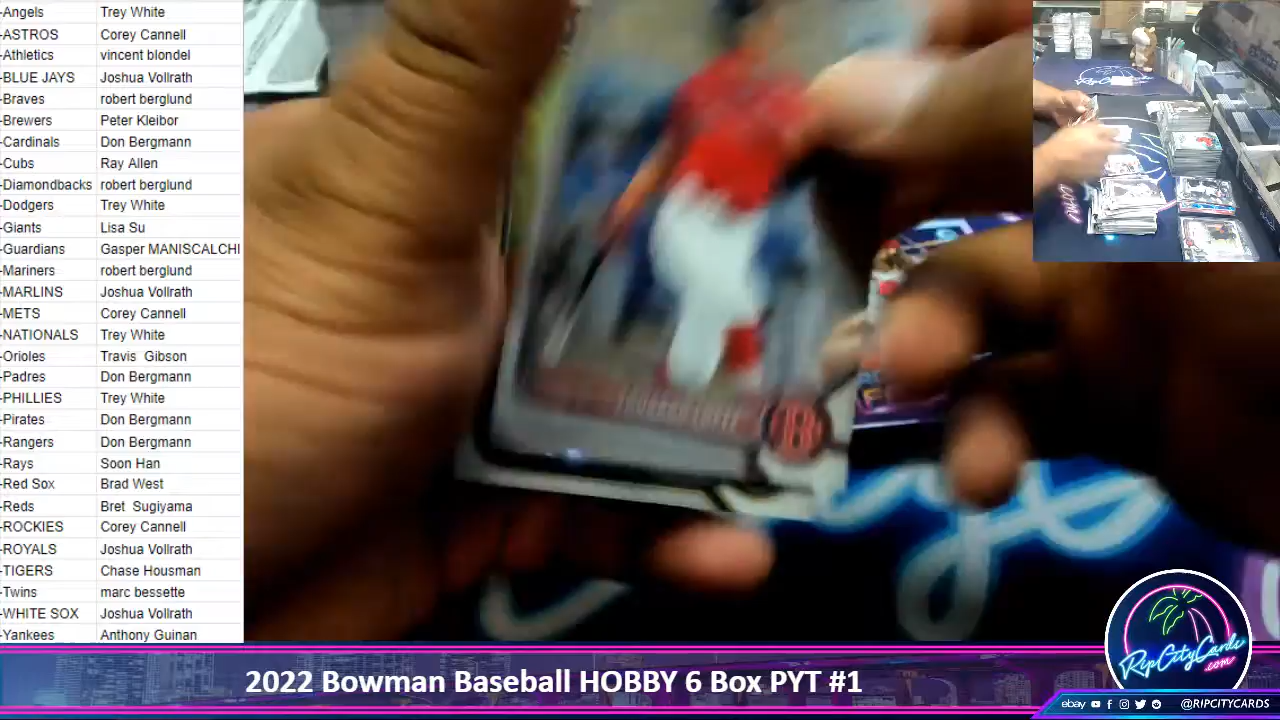 -Angels Trey White
-ASTROS Corey Cannell
-Athletics vincent blondel
-BLUE JAYS Joshua Vollrath
-Braves robert berglund
-Brewers Peter Kleibor
-Cardinals Don Bergmann
-Cubs Ray Allen
-Diamondbacks robert berglund
-Dodgers Trey White
-Giants Lisa Su
-Guardians Gasper MANISCALCHI
-Mariners robert berglund
-MARLINS Joshua Vollrath
-METS Corey Cannell
-NATIONALS Trey White
-Orioles Travis Gibson
-Padres Don Bergmann
-PHILLIES Trey White
-Pirates Don Bergmann
-Rangers Don Bergmann
-Rays Soon Han
-Red Sox Brad West
-Reds Bret Sugiyama
-ROCKIES Corey Cannell
-ROYALS Joshua Vollrath
-TIGERS Chase Housman
-Twins marc bessette
-WHITE SOX Joshua Vollrath
-Yankees Anthony Guinan
B
2022 Bowman Baseball HOBBY 6 Box PYT #1
RipCityCards
.com
ebay @RIPCITYCARDS